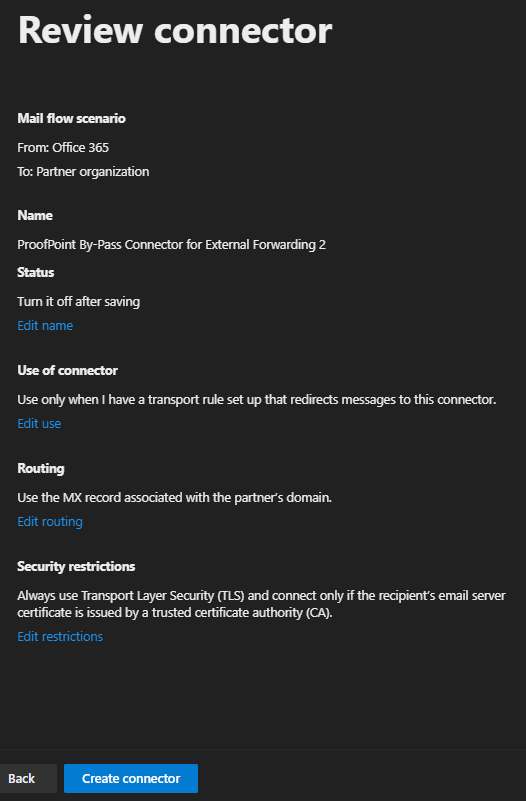 Review connector
Mail flow scenario
From: Office 365
To: Partner organization
Name
ProofPoint By-Pass Connector for External Forwarding 2
Status
Turn it off after saving
Edit name
Use of connector
Use only when I have a transport rule set up that redirects messages to this connector.
Edit use
Routing
Use the MX record associated with the partner's domain.
Edit routing
Security restrictions
Always use Transport Layer Security (TLS) and connect only if the recipient's email server
certificate is issued by a trusted certificate authority (CA).
Edit restrictions
Back
Create connector